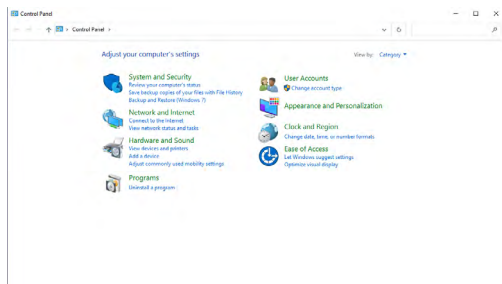 Control Panel
Control Panel
Adjust your computer's settings
View by: Category
System and Security
Review your computer's status
Save backup copies of your files with File History
Backup and Restore (Windows 7)
Network and Internet
Connect to the Internet
View network status and tasks
Hardware and Sound
View devices and printers
Add a device
Adjust commonly used mobility settings
Programs
Uninstall a program
User Accounts
Change account type
Appearance and Personalization
Clock and Region
Change date, time, or number formats
Ease of Access
Let Windows suggest settings
Optimize visual display